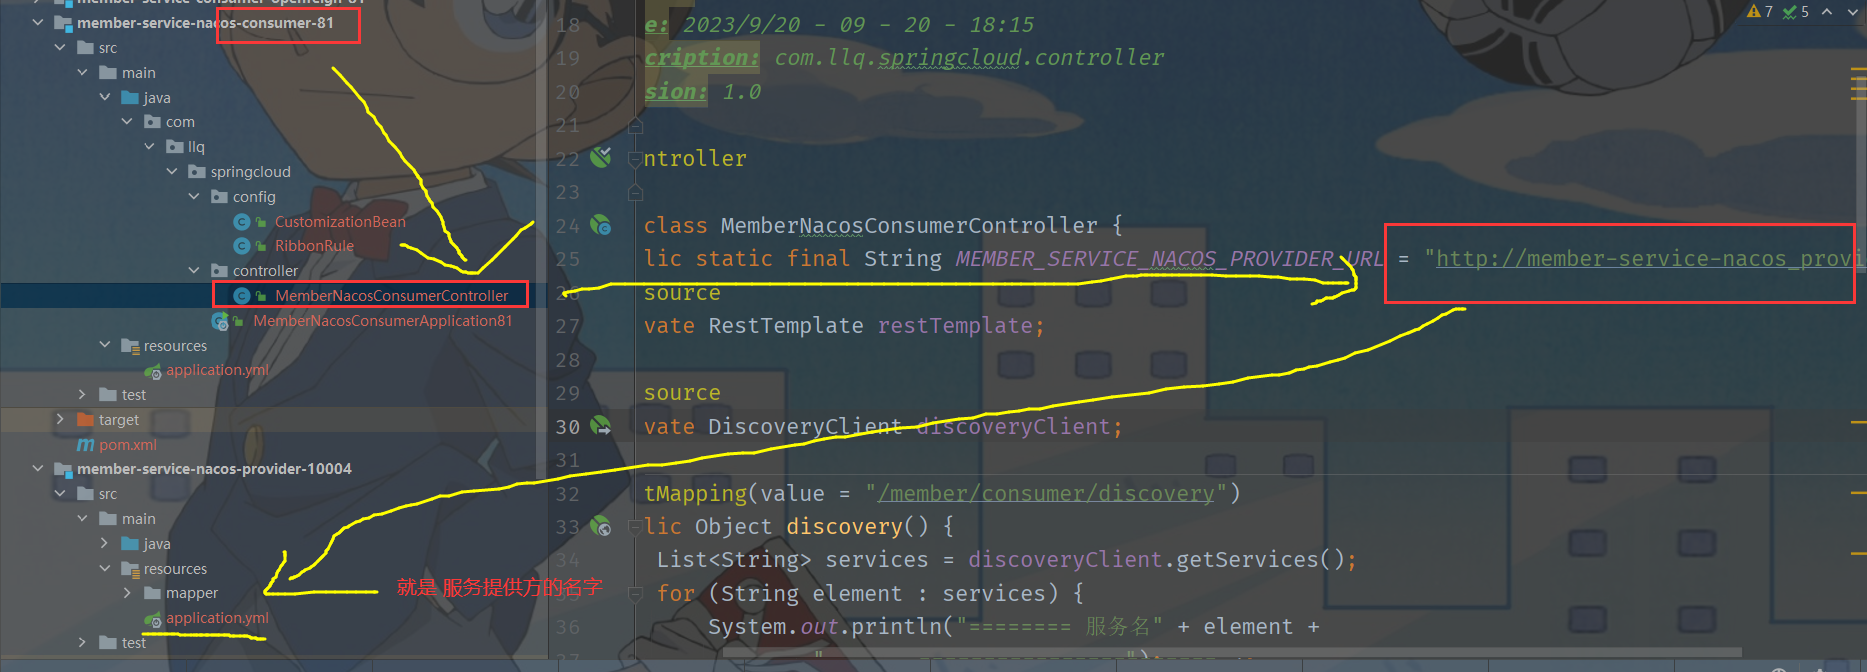 member-service-nacos-consumer-81
src
main
java
com
llq
springcloud
config
CustomizationBean
RibbonRule
controller
MemberNacosConsumerController
MemberNacosConsumerApplication81
resources
application.yml
test
target
pom.xml
member-service-nacos-provider-10004
src
main
java
resources
mapper
application.yml
test
就是 服务提供方的名字
7 5
18 e: 2023/9/20 - 09 - 20 - 18:15
19 cription: com.llq.springcloud.controller
20 sion: 1.0
21
22 ntroller
23
24 class MemberNacosConsumerController {
25 lic static final String MEMBER_SERVICE_NACOS_PROVIDER_URL = "http://member-service-nacos_provi
26 source
27 vate RestTemplate restTemplate;
28
29 source
30 vate DiscoveryClient discoveryClient;
31
32 tMapping(value = "/member/consumer/discovery")
33 lic Object discovery() {
34 List<String> services = discoveryClient.getServices();
35 for (String element : services) {
36 System.out.println("======== 服务名" + element +